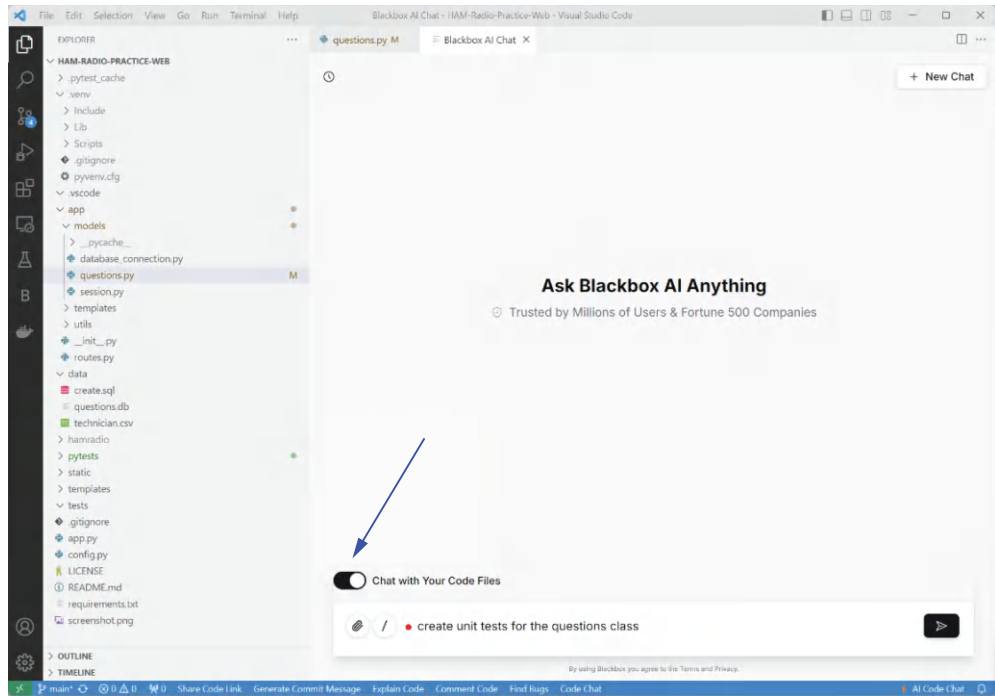 File Edit Selection View Go Run Terminal Help
Blackbox AI Chat - HAM-Radio-Practice-Web - Visual Studio Code
EXPLORER ...
questions.py M
Blackbox AI Chat ×
HAM-RADIO-PRACTICE-WEB
.pytest_cache
.venv
Include
Lib
Scripts
.gitignore
pyvenv.cfg
.vscode
app
models
__pycache__
database_connection.py
questions.py M
session.py
templates
utils
__init__.py
routes.py
data
create.sql
questions.db
technician.csv
hamradio
pytests
static
templates
tests
.gitignore
app.py
config.py
LICENSE
README.md
requirements.txt
screenshot.png
OUTLINE
TIMELINE
+ New Chat
Ask Blackbox AI Anything
Trusted by Millions of Users & Fortune 500 Companies
Chat with Your Code Files
/ create unit tests for the questions class
By using Blackbox you agree to the Terms and Privacy.
main* 0 0 0 Share Code Link Generate Commit Message Explain Code Comment Code Find Bugs Code Chat AI Code Chat